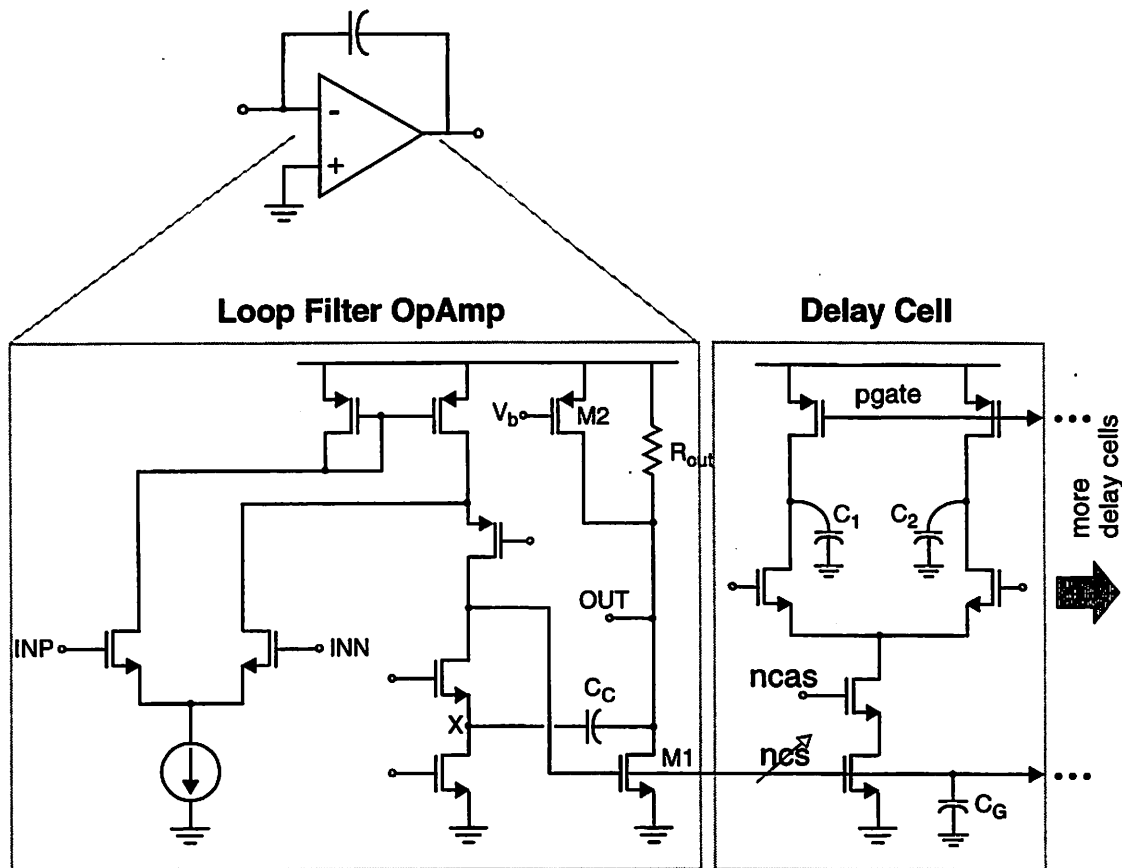 -
+
Loop Filter OpAmp
Delay Cell
pgate
...
V_b
M2
R_out
C_1
C_2
more
delay cells
OUT
INP
INN
ncas
C_C
X
M1
ncs
...
C_G